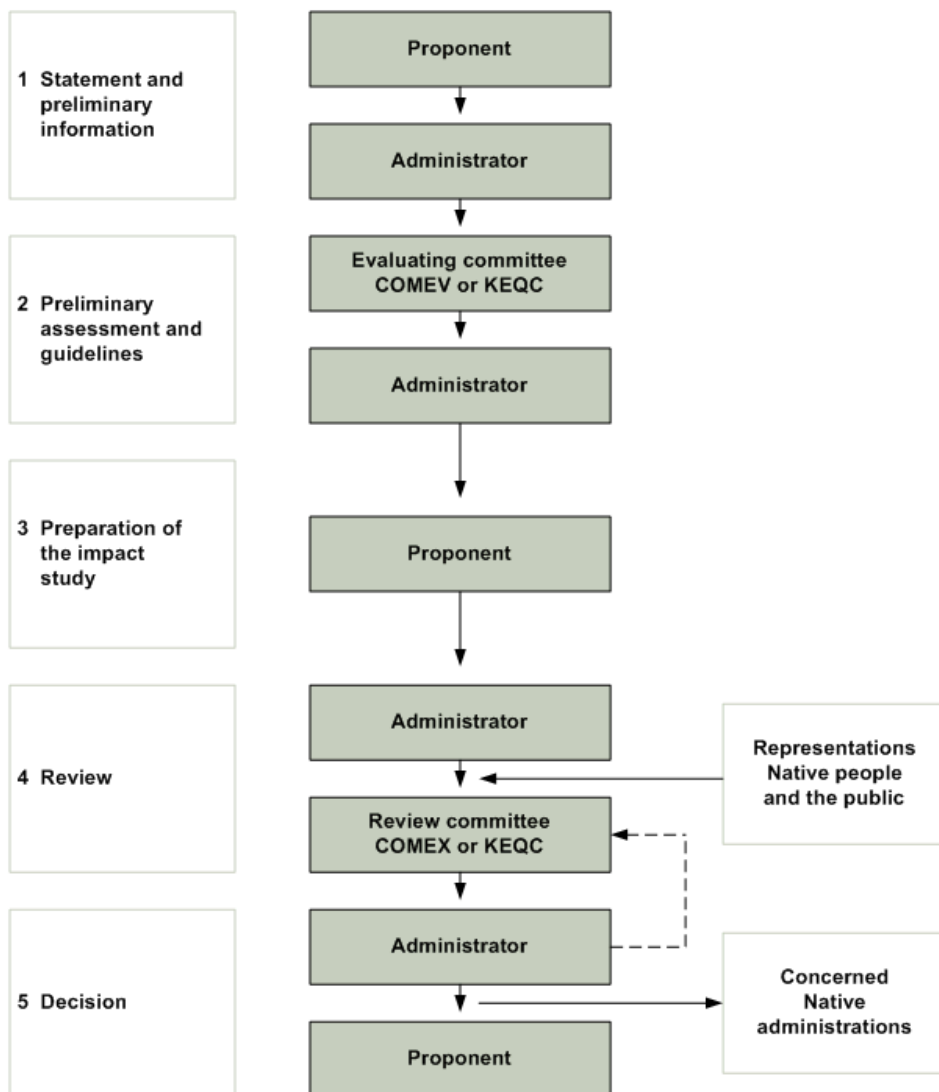 1 Statement and
preliminary
information
Proponent
Administrator
2 Preliminary
assessment and
guidelines
Evaluating committee
COMEV or KEQC
Administrator
3 Preparation of
the impact
study
Proponent
4 Review
Administrator
Representations
Native people
and the public
Review committee
COMEX or KEQC
5 Decision
Administrator
Concerned
Native
administrations
Proponent